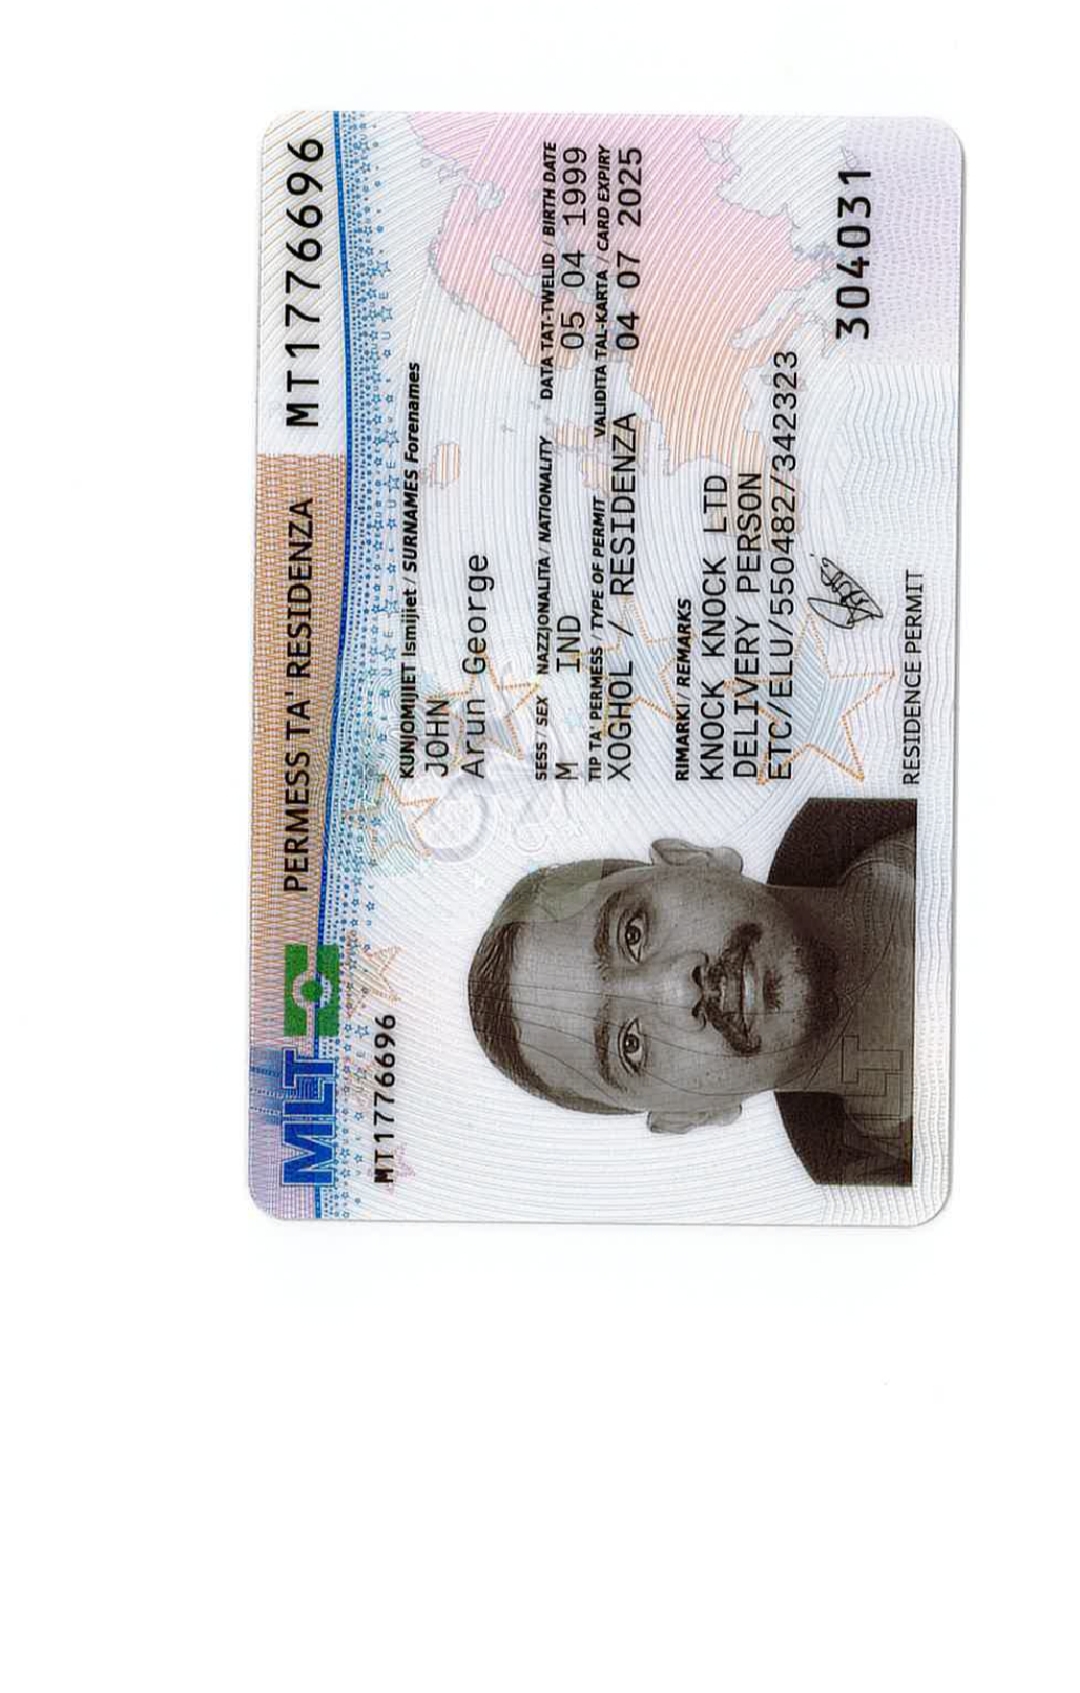 MLT PERMESS TA' RESIDENZA MT1776696
MT1776696
KUNJOMIJIET Ismijiet / SURNAMES Forenames
JOHN
Arun George
SESS / SEX NAZZJONALITA / NATIONALITY DATA TAT-TWELID / BIRTH DATE
M IND 05 04 1999
TIP TA' PERMESS / TYPE OF PERMIT VALIDITA TAL-KARTA / CARD EXPIRY
XOGHOL / RESIDENZA 04 07 2025
RIMARKI/ REMARKS
KNOCK KNOCK LTD
DELIVERY PERSON
ETC/ELU/550482/342323
304031
MLT
RESIDENCE PERMIT